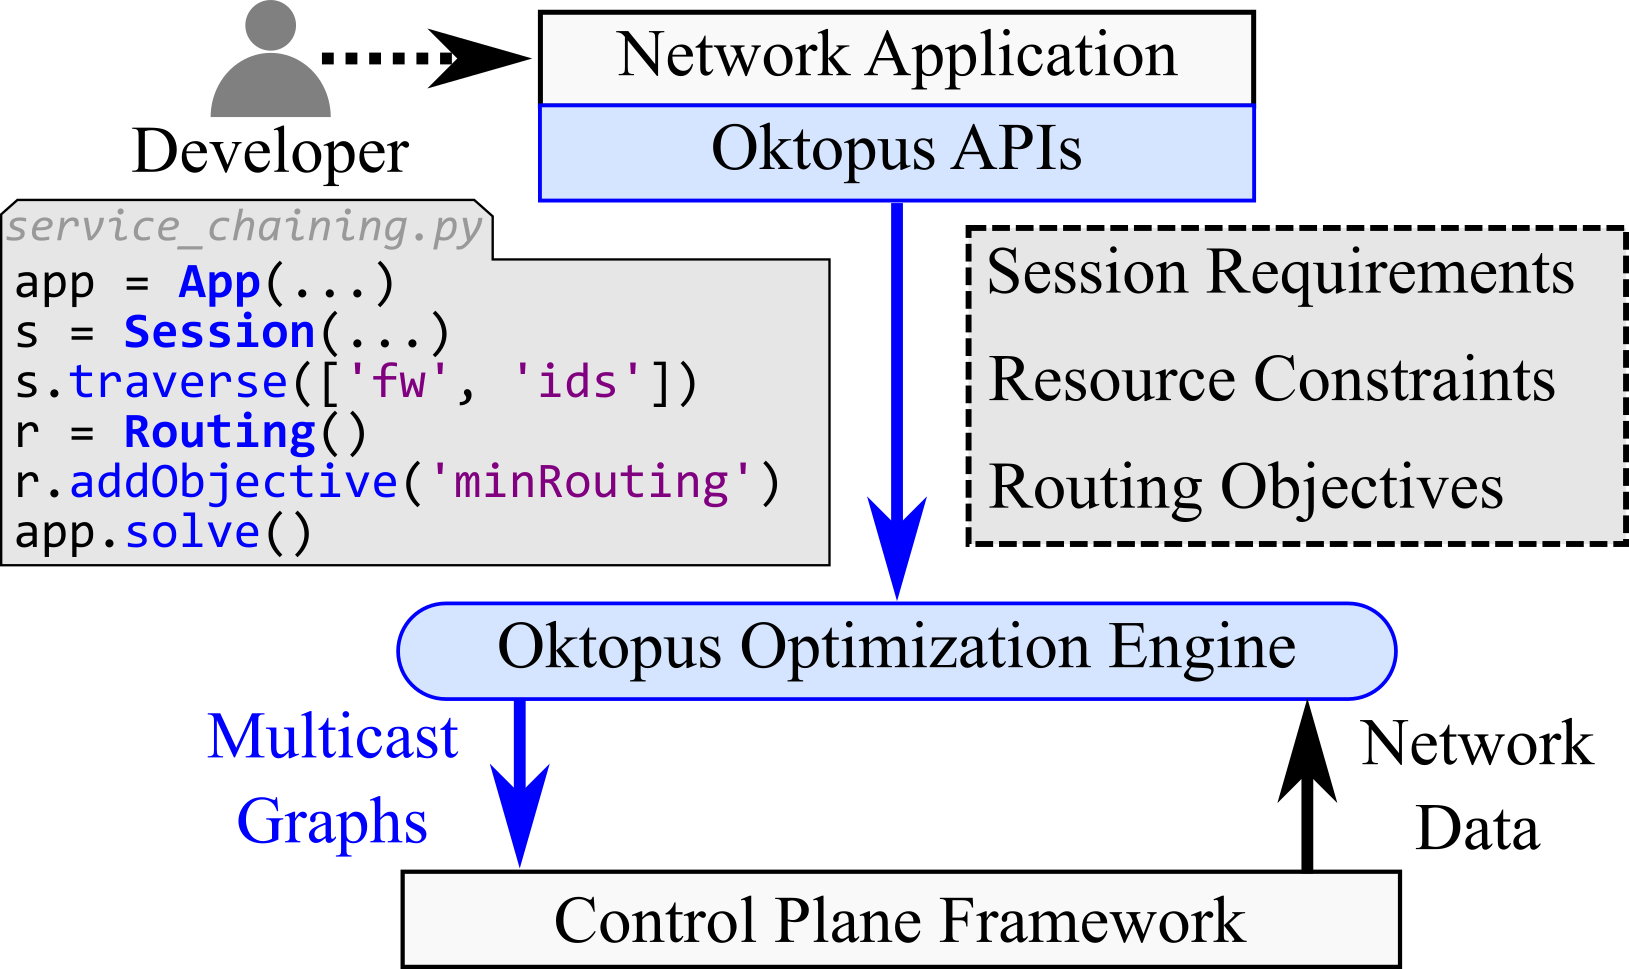 Network Application
Developer
Oktopus APIs
service_chaining.py
app = App(...)
s = Session(...)
s.traverse(['fw', 'ids'])
r = Routing()
r.addObjective('minRouting')
app.solve()
Session Requirements
Resource Constraints
Routing Objectives
Oktopus Optimization Engine
Multicast
Graphs
Network
Data
Control Plane Framework